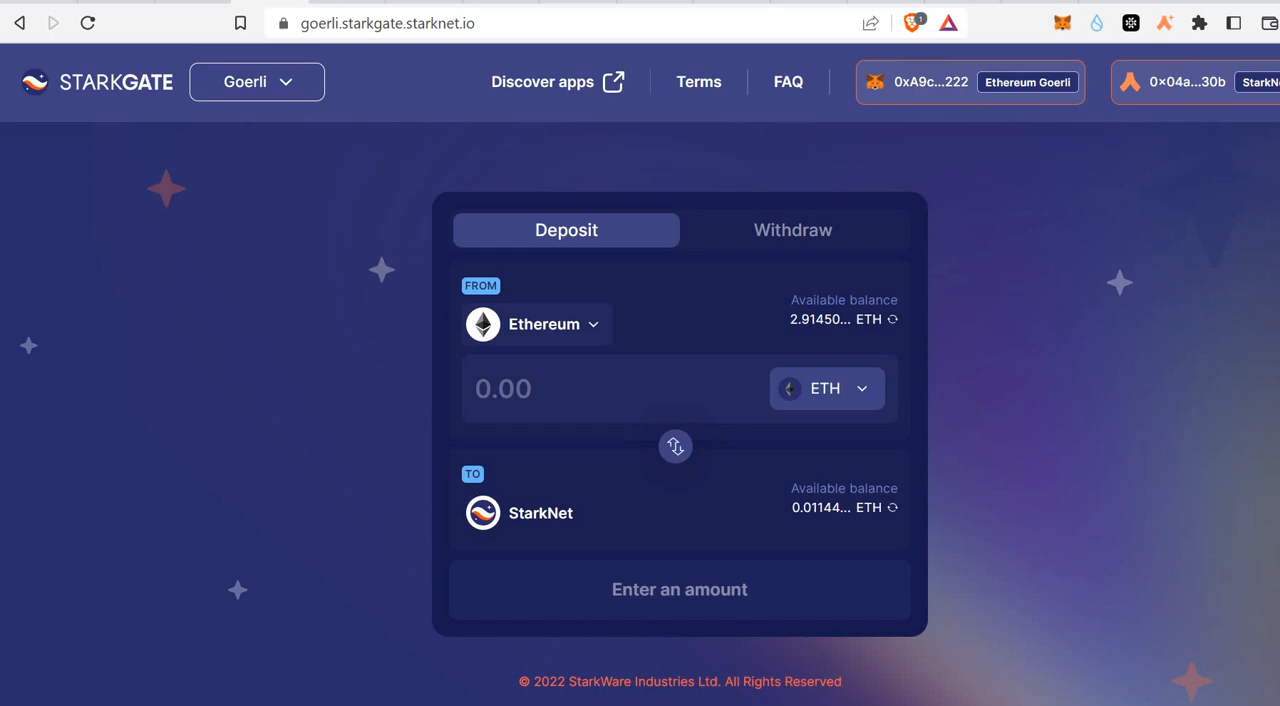 goerli.starkgate.starknet.io
1
STARKGATE
Goerli
Discover apps
Terms
FAQ
0xA9c...222
Ethereum Goerli
0x04a...30b
StarkN
Deposit
Withdraw
FROM
Available balance
Ethereum
2.91450... ETH
0.00
ETH
TO
Available balance
StarkNet
0.01144... ETH
Enter an amount
© 2022 StarkWare Industries Ltd. All Rights Reserved